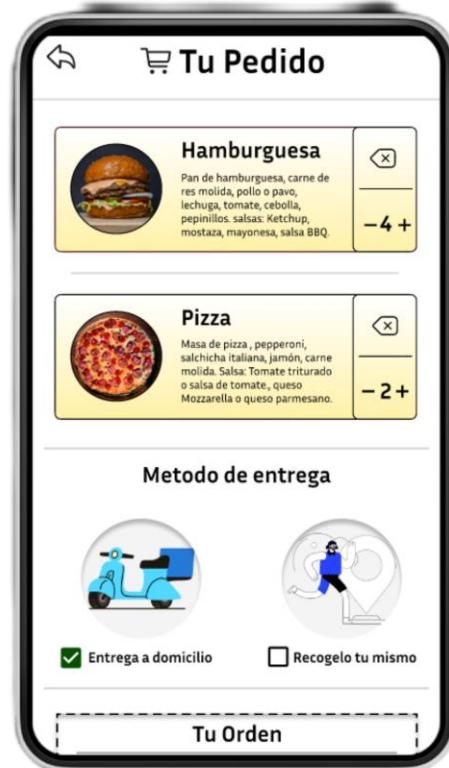 Tu Pedido
Hamburguesa
Pan de hamburguesa, carne de
res molida, pollo o pavo,
lechuga, tomate, cebolla,
pepinillos. salsas: Ketchup,
mostaza, mayonesa, salsa BBQ.
−4 +
Pizza
Masa de pizza , pepperoni,
salchicha italiana, jamón, carne
molida. Salsa: Tomate triturado
o salsa de tomate., queso
Mozzarella o queso parmesano.
− 2 +
Metodo de entrega
Entrega a domicilio
Recogelo tu mismo
Tu Orden